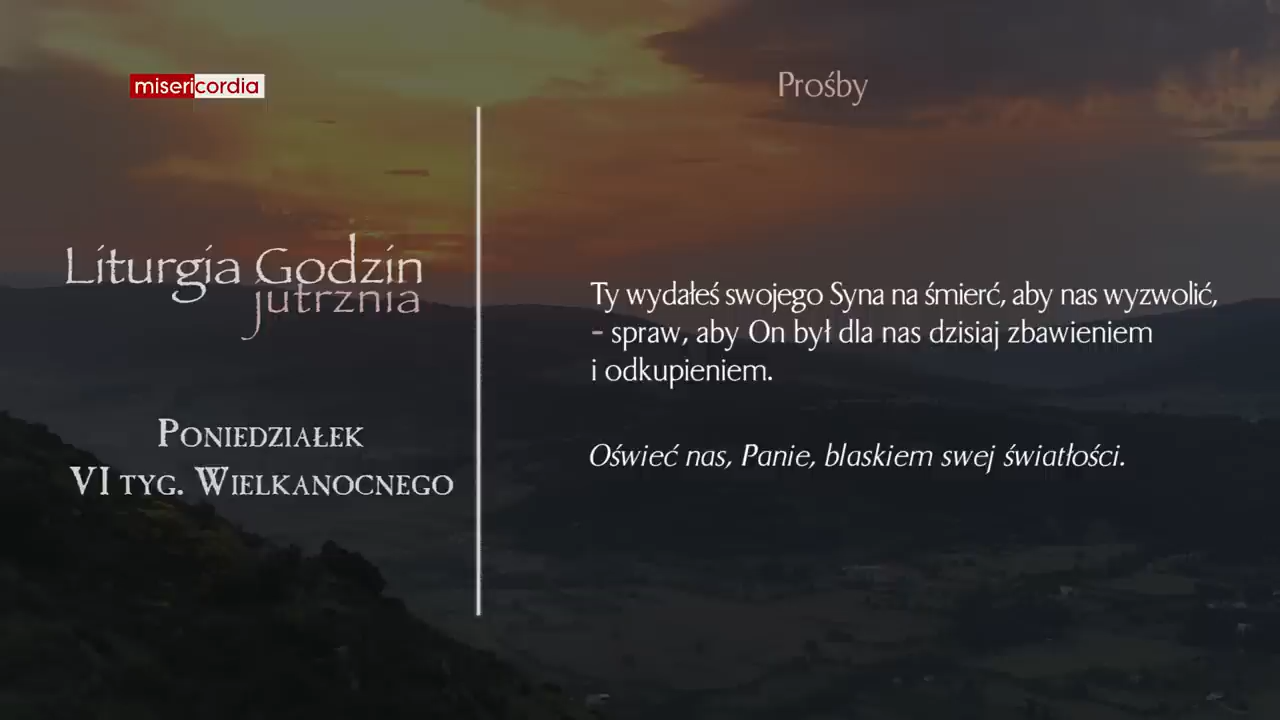 misericordia
Prośby
Liturgia Godzin
jutrznia
Poniedziałek
VI tyg. Wielkanocnego
Ty wydałeś swojego Syna na śmierć, aby nas wyzwolić,
- spraw, aby On był dla nas dzisiaj zbawieniem
i odkupieniem.
Oświeć nas, Panie, blaskiem swej światłości.